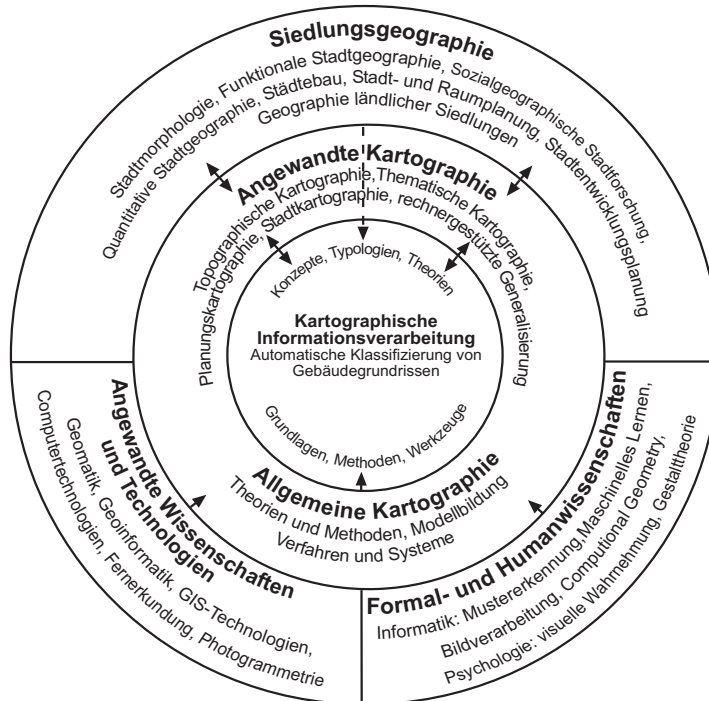 Siedlungsgeographie
Stadtmorphologie, Funktionale Stadtgeographie, Sozialgeographische Stadtforschung,
Quantitative Stadtgeographie, Städtebau, Stadt- und Raumplanung, Stadtentwicklungsplanung
Geographie ländlicher Siedlungen
Angewandte Kartographie
Topographische Kartographie,Thematische Kartographie,
Planungskartographie, Stadtkartographie, rechnergestützte Generalisierung
Konzepte, Typologien, Theorien
Kartographische
Informationsverarbeitung
Automatische Klassifizierung von
Gebäudegrundrissen
Grundlagen, Methoden, Werkzeuge
Allgemeine Kartographie
Theorien und Methoden, Modellbildung
Verfahren und Systeme
Angewandte Wissenschaften
und Technologien
Geomatik, Geoinformatik, GIS-Technologien,
Computertechnologien, Fernerkundung, Photogrammetrie
Formal- und Humanwissenschaften
Informatik: Mustererkennung,Maschinelles Lernen,
Bildverarbeitung, Computional Geometry,
Psychologie: visuelle Wahrnehmung, Gestalttheorie